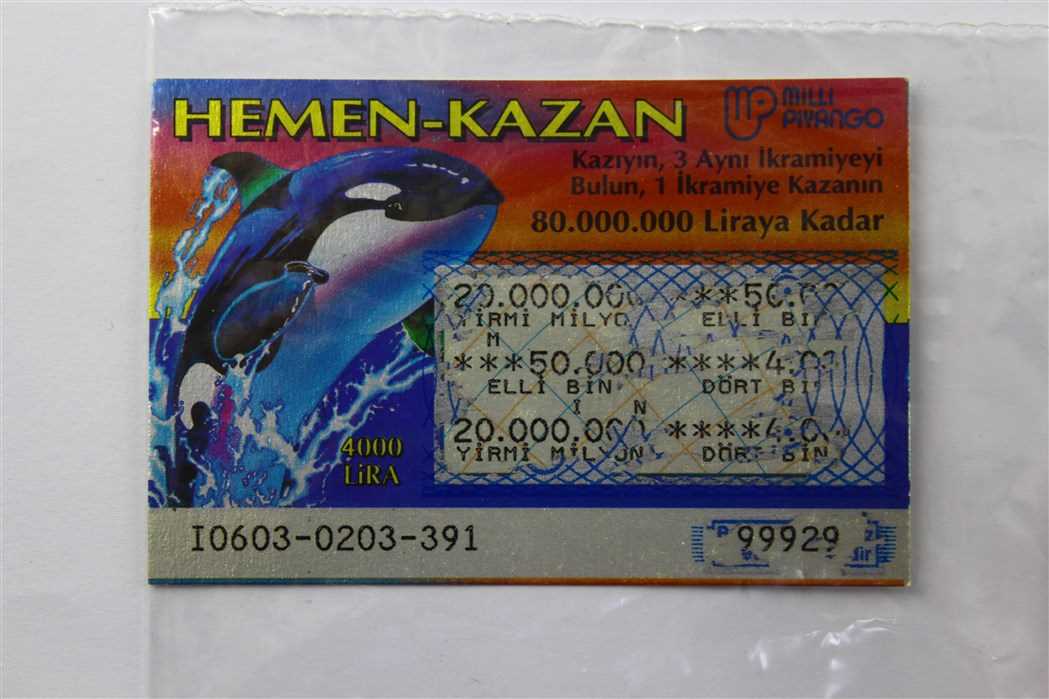 HEMEN-KAZAN
MİLLİ
PİYANGO
Kazıyın, 3 Aynı İkramiyeyi
Bulun, 1 İkramiye Kazanın
80.000.000 Liraya Kadar
20.000.00 ***50.0
YİRMİ MİLYO ELLİ Bİ
M
***50.000 ****4.00
ELLİ BİN DÖRT Bİ
İ N
20.000.000 ****4.00
YİRMİ MİLYON DÖRT BİN
4000
LİRA
I0603-0203-391
99929